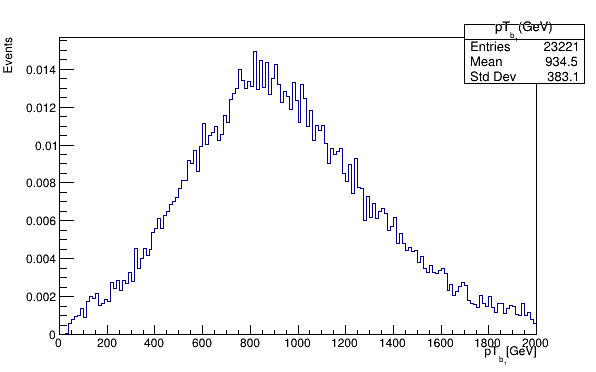 pT_b_1(GeV)
Entries 23221
Mean 934.5
Std Dev 383.1
Events
0.014
0.012
0.01
0.008
0.006
0.004
0.002
0
0 200 400 600 800 1000 1200 1400 1600 1800 2000
pT_b_1[GeV]